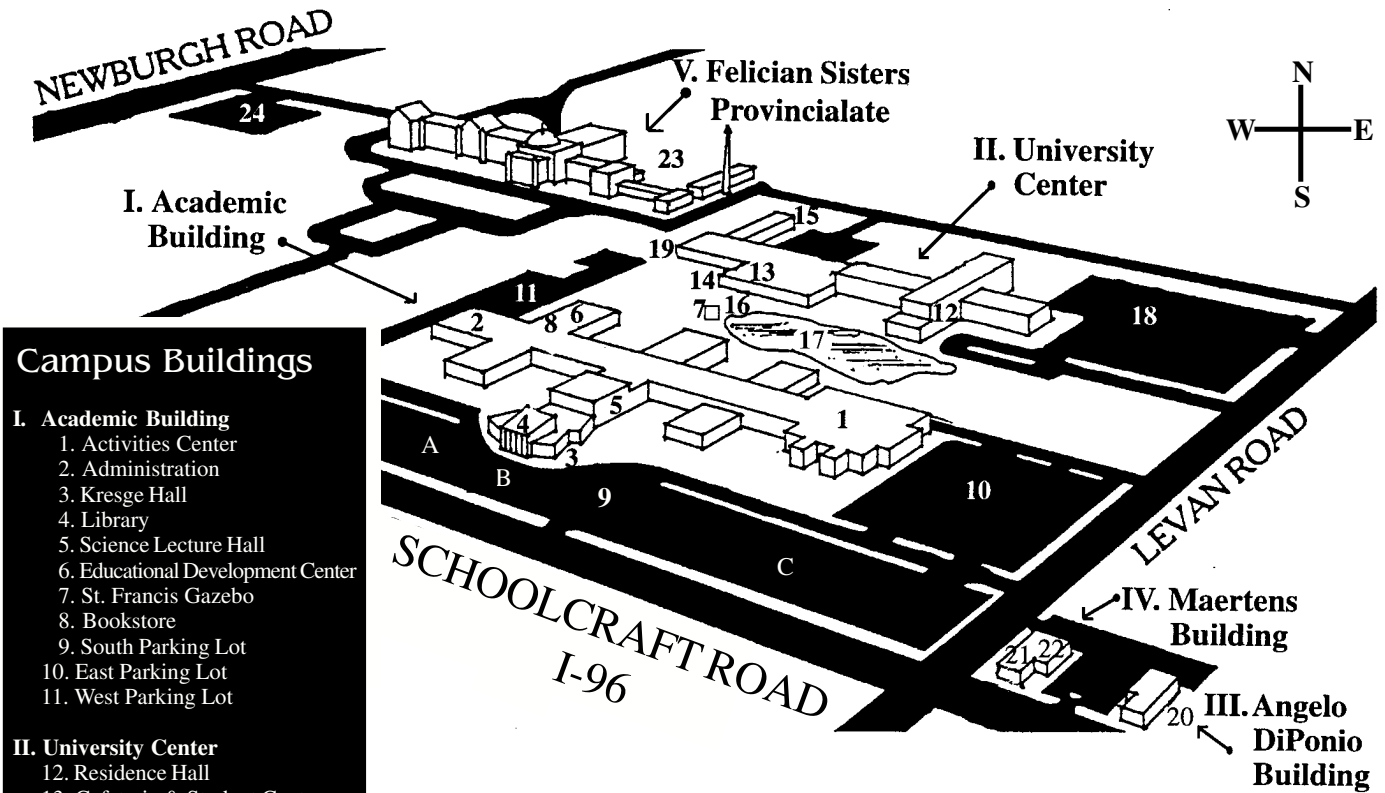 NEWBURGH ROAD
24
V. Felician Sisters
Provincialate
23
N
W E
S
II. University
Center
I. Academic
Building
15
19
13
14
16
7
12
18
17
11
6
8
2
5
4
3
1
A
B
9
10
C
LEVAN ROAD
SCHOOLCRAFT ROAD
I-96
IV. Maertens
Building
21
22
20
III. Angelo
DiPonio
Building
Campus Buildings
I. Academic Building
1. Activities Center
2. Administration
3. Kresge Hall
4. Library
5. Science Lecture Hall
6. Educational Development Center
7. St. Francis Gazebo
8. Bookstore
9. South Parking Lot
10. East Parking Lot
11. West Parking Lot
II. University Center
12. Residence Hall